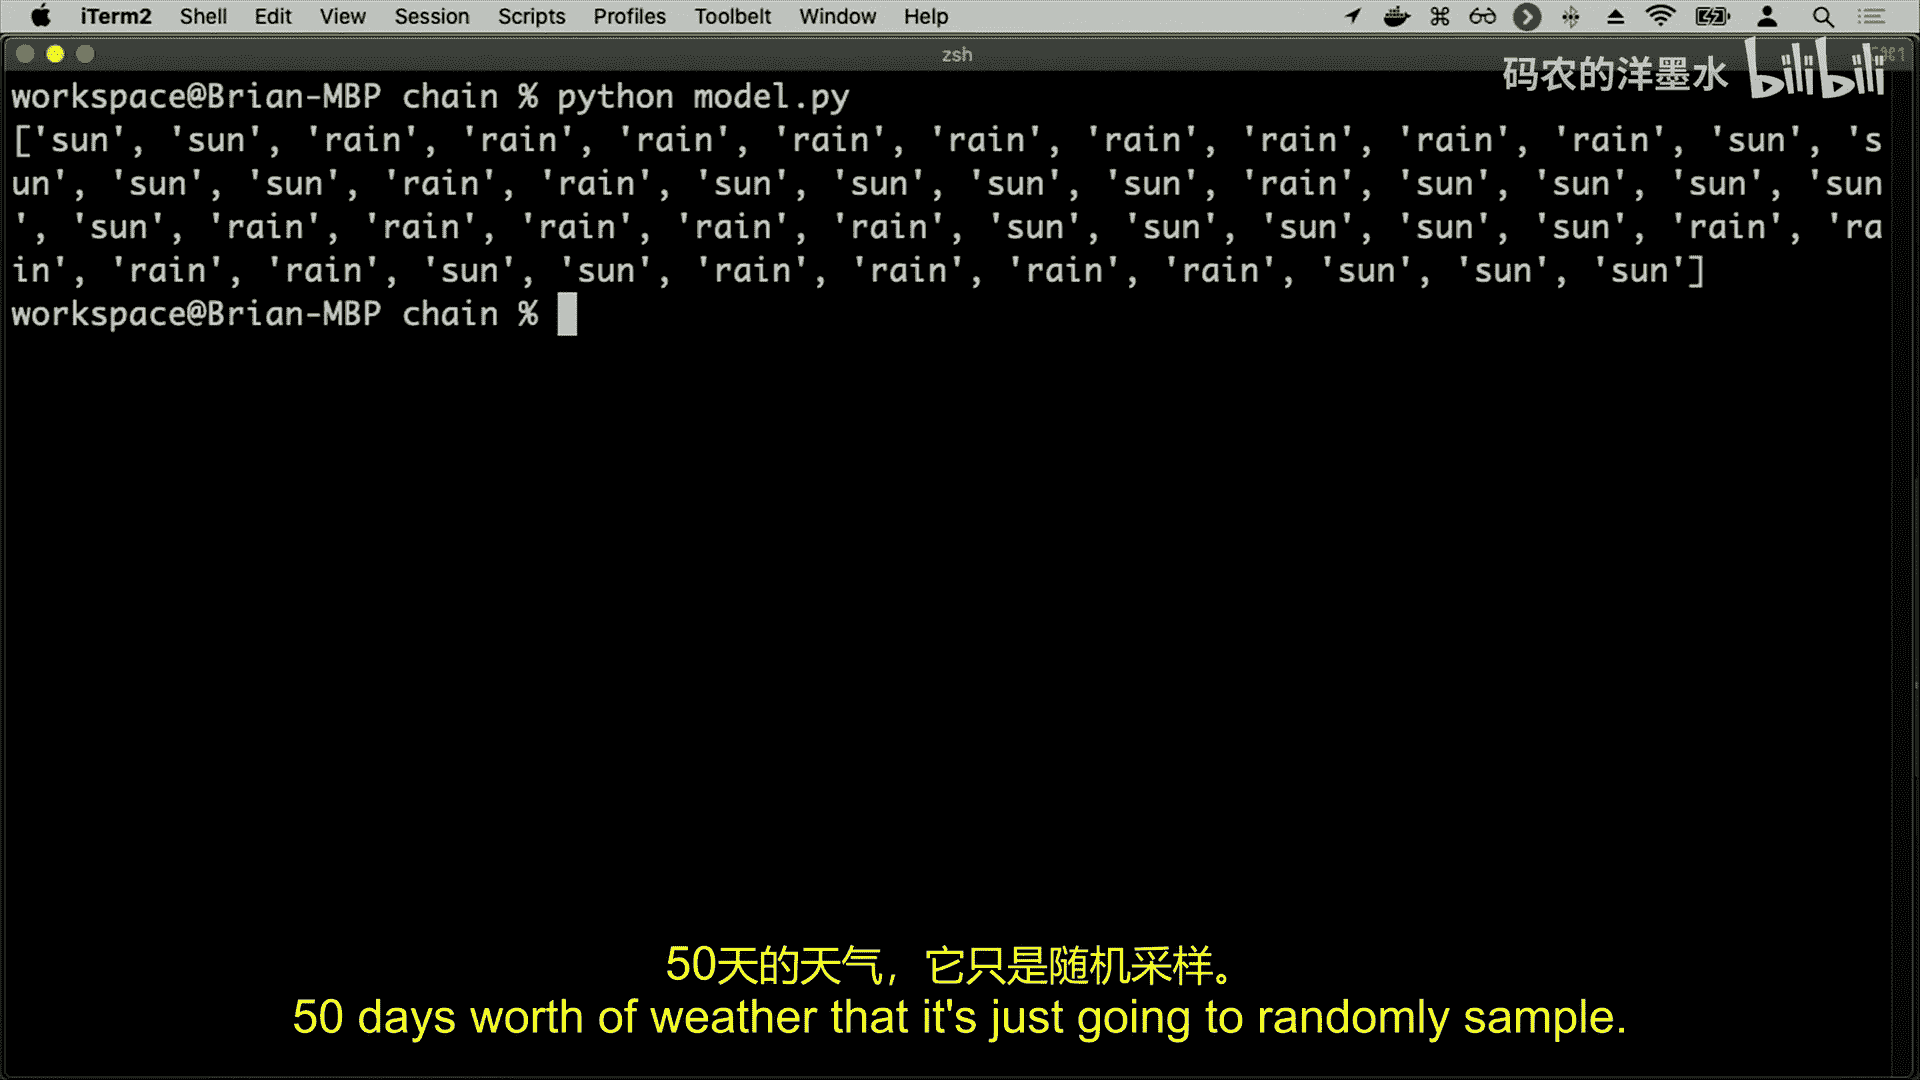 iTerm2 Shell Edit View Session Scripts Profiles Toolbelt Window Help
zsh
码农的洋墨水 bilibili
workspace@Brian-MBP chain % python model.py
['sun', 'sun', 'rain', 'rain', 'rain', 'rain', 'rain', 'rain', 'rain', 'rain', 'rain', 'sun', 's
un', 'sun', 'sun', 'rain', 'rain', 'sun', 'sun', 'sun', 'sun', 'rain', 'sun', 'sun', 'sun', 'sun
', 'sun', 'rain', 'rain', 'rain', 'rain', 'rain', 'sun', 'sun', 'sun', 'sun', 'sun', 'rain', 'ra
in', 'rain', 'rain', 'sun', 'sun', 'rain', 'rain', 'rain', 'rain', 'sun', 'sun', 'sun']
workspace@Brian-MBP chain %
50天的天气，它只是随机采样。
50 days worth of weather that it's just going to randomly sample.